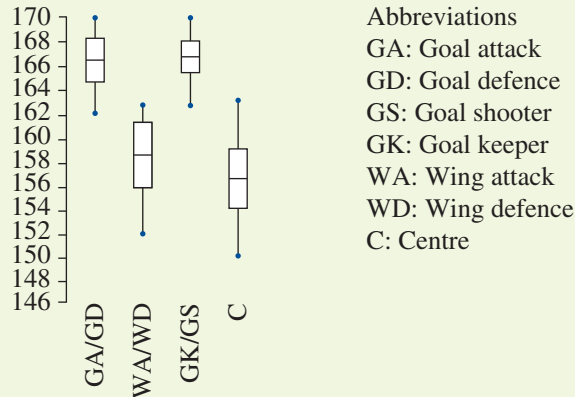 170
168
166
164
162
160
158
156
154
152
150
148
146
GA/GD
WA/WD
GK/GS
C
Abbreviations
GA: Goal attack
GD: Goal defence
GS: Goal shooter
GK: Goal keeper
WA: Wing attack
WD: Wing defence
C: Centre